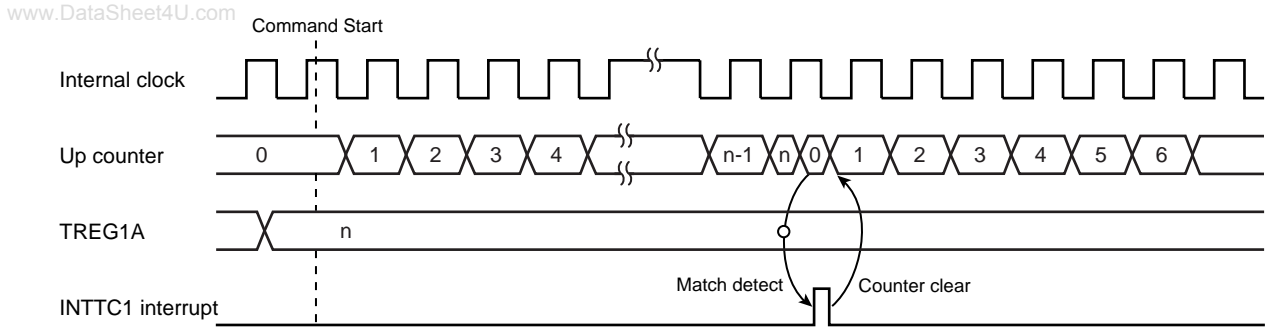 www.DataSheet4U.com
Command Start
Internal clock
Up counter 0 1 2 3 4 n-1 n 0 1 2 3 4 5 6
TREG1A n
Match detect Counter clear
INTTC1 interrupt